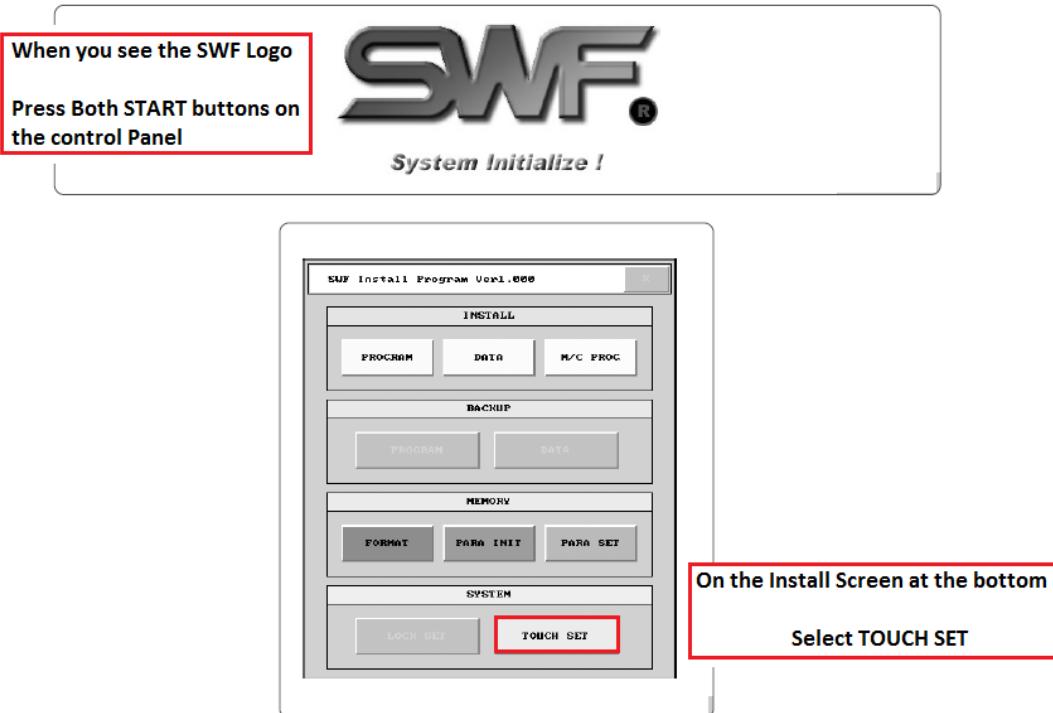 When you see the SWF Logo
Press Both START buttons on
the control Panel
SWF®
System Initialize !
SWF Install Program Ver1.000
X
INSTALL
PROGRAM DATA M/C PROG
BACKUP
PROGRAM DATA
MEMORY
FORMAT PARA INIT PARA SET
SYSTEM
LOCK SET TOUCH SET
On the Install Screen at the bottom
Select TOUCH SET